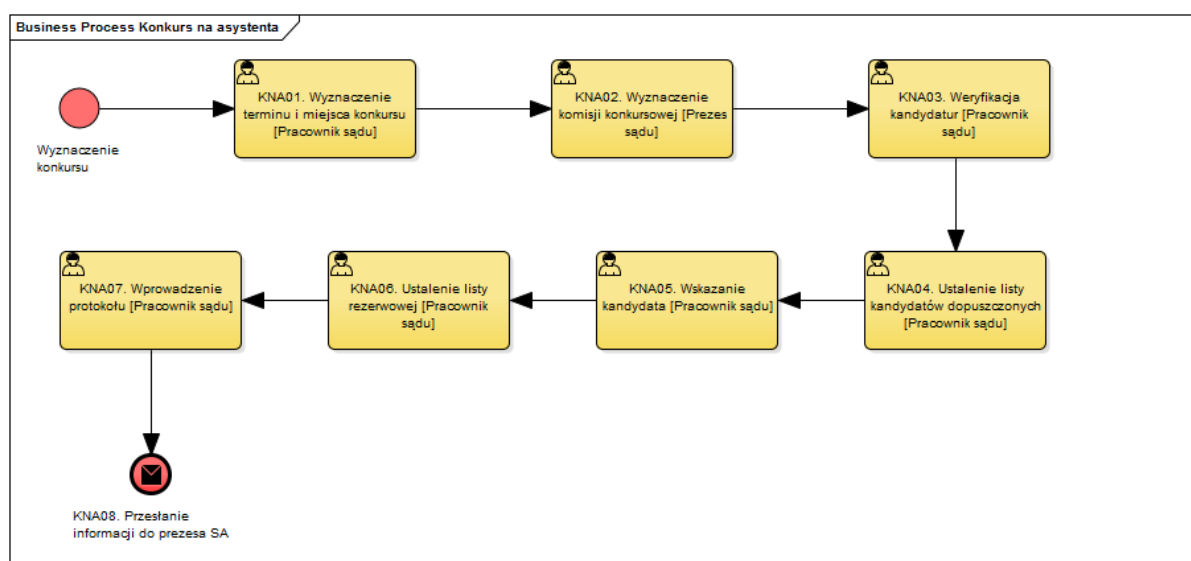 Business Process Konkurs na asystenta
Wyznaczenie
konkursu
KNA01. Wyznaczenie
terminu i miejsca konkursu
[Pracownik sądu]
KNA02. Wyznaczenie
komisji konkursowej [Prezes
sądu]
KNA03. Weryfikacja
kandydatur [Pracownik
sądu]
KNA04. Ustalenie listy
kandydatów dopuszczonych
[Pracownik sądu]
KNA05. Wskazanie
kandydata [Pracownik sądu]
KNA06. Ustalenie listy
rezerwowej [Pracownik
sądu]
KNA07. Wprowadzenie
protokołu [Pracownik sądu]
KNA08. Przesłanie
informacji do prezesa SA